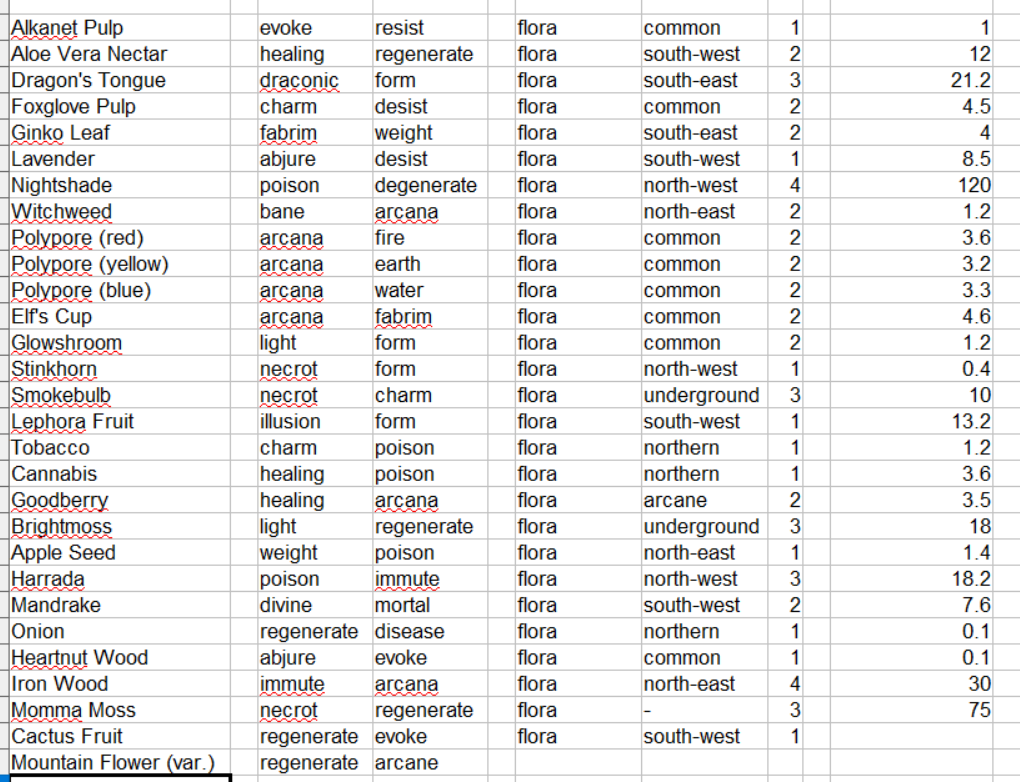 Alkanet Pulp evoke resist flora common 1 1
Aloe Vera Nectar healing regenerate flora south-west 2 12
Dragon's Tongue draconic form flora south-east 3 21.2
Foxglove Pulp charm desist flora common 2 4.5
Ginko Leaf fabrim weight flora south-east 2 4
Lavender abjure desist flora south-west 1 8.5
Nightshade poison degenerate flora north-west 4 120
Witchweed bane arcana flora north-east 2 1.2
Polypore (red) arcana fire flora common 2 3.6
Polypore (yellow) arcana earth flora common 2 3.2
Polypore (blue) arcana water flora common 2 3.3
Elf's Cup arcana fabrim flora common 2 4.6
Glowshroom light form flora common 2 1.2
Stinkhorn necrot form flora north-west 1 0.4
Smokebulb necrot charm flora underground 3 10
Lephora Fruit illusion form flora south-west 1 13.2
Tobacco charm poison flora northern 1 1.2
Cannabis healing poison flora northern 1 3.6
Goodberry healing arcana flora arcane 2 3.5
Brightmoss light regenerate flora underground 3 18
Apple Seed weight poison flora north-east 1 1.4
Harrada poison immute flora north-west 3 18.2
Mandrake divine mortal flora south-west 2 7.6
Onion regenerate disease flora northern 1 0.1
Heartnut Wood abjure evoke flora common 1 0.1
Iron Wood immute arcana flora north-east 4 30
Momma Moss necrot regenerate flora - 3 75
Cactus Fruit regenerate evoke flora south-west 1
Mountain Flower (var.) regenerate arcane